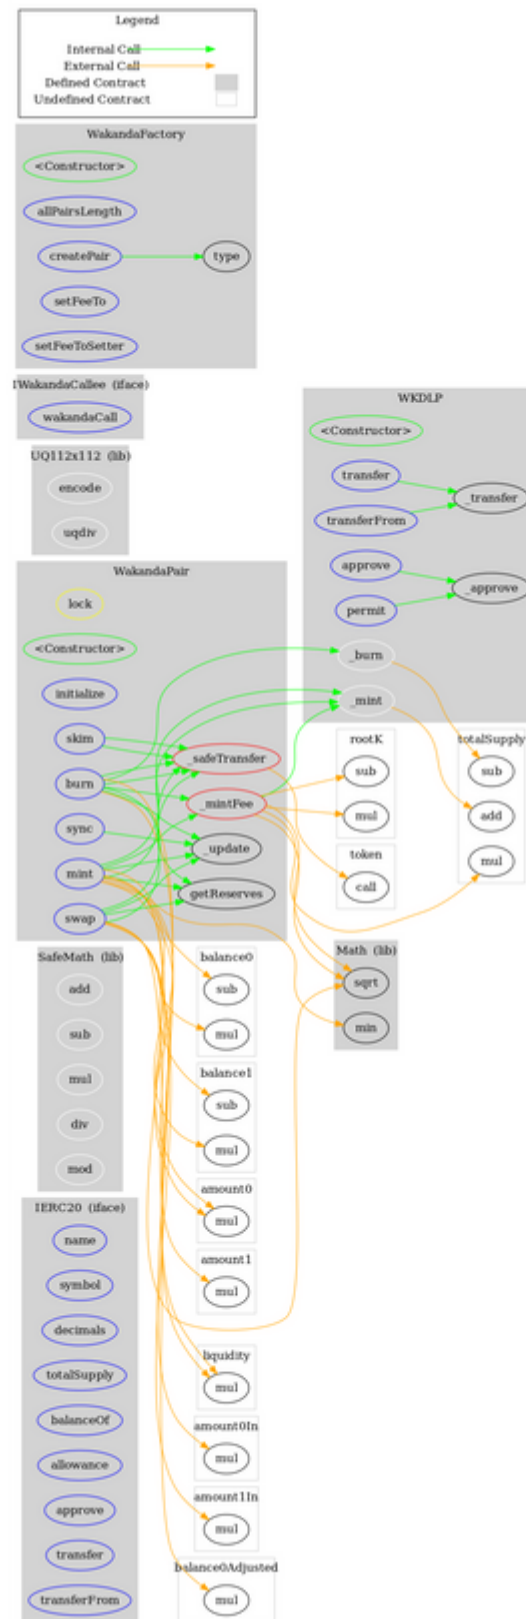 Legend
Internal Call
External Call
Defined Contract
Undefined Contract
WakandaFactory
<Constructor>
allPairsLength
createPair
type
setFeeTo
setFeeToSetter
IWakandaCallee (iface)
wakandaCall
UQ112x112 (lib)
encode
uqdiv
WKDLP
<Constructor>
transfer
_transfer
transferFrom
approve
_approve
permit
_burn
_mint
WakandaPair
lock
<Constructor>
initialize
skim
_safeTransfer
burn
_mintFee
sync
_update
mint
getReserves
swap
rootK
sub
mul
totalSupply
sub
add
mul
token
call
Math (lib)
sqrt
min
SafeMath (lib)
add
sub
mul
div
mod
balance0
sub
mul
balance1
sub
mul
amount0
mul
amount1
mul
liquidity
mul
amount0In
mul
amount1In
mul
balance0Adjusted
mul
IERC20 (iface)
name
symbol
decimals
totalSupply
balanceOf
allowance
approve
transfer
transferFrom